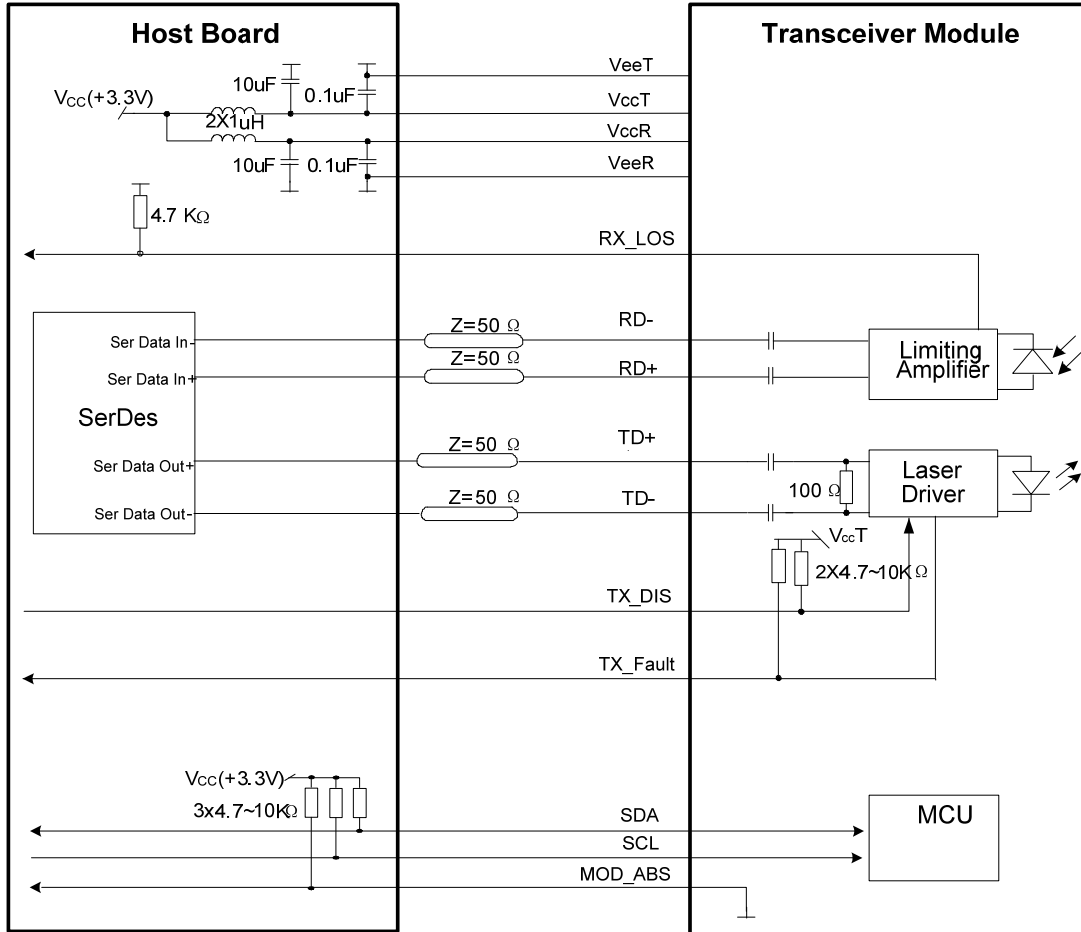 Host Board
Transceiver Module
VeeT
10uF
0.1uF
VCC(+3.3V)
VccT
2X1uH
VccR
10uF
0.1uF
VeeR
4.7 KΩ
RX_LOS
Z=50 Ω
RD-
Ser Data In-
Limiting
Amplifier
Z=50 Ω
RD+
Ser Data In+
SerDes
Z=50 Ω
TD+
Ser Data Out+
Laser
Driver
100 Ω
Z=50 Ω
TD-
Ser Data Out-
VccT
2X4.7~10KΩ
TX_DIS
TX_Fault
VCC(+3.3V)
3x4.7~10KΩ
SDA
MCU
SCL
MOD_ABS